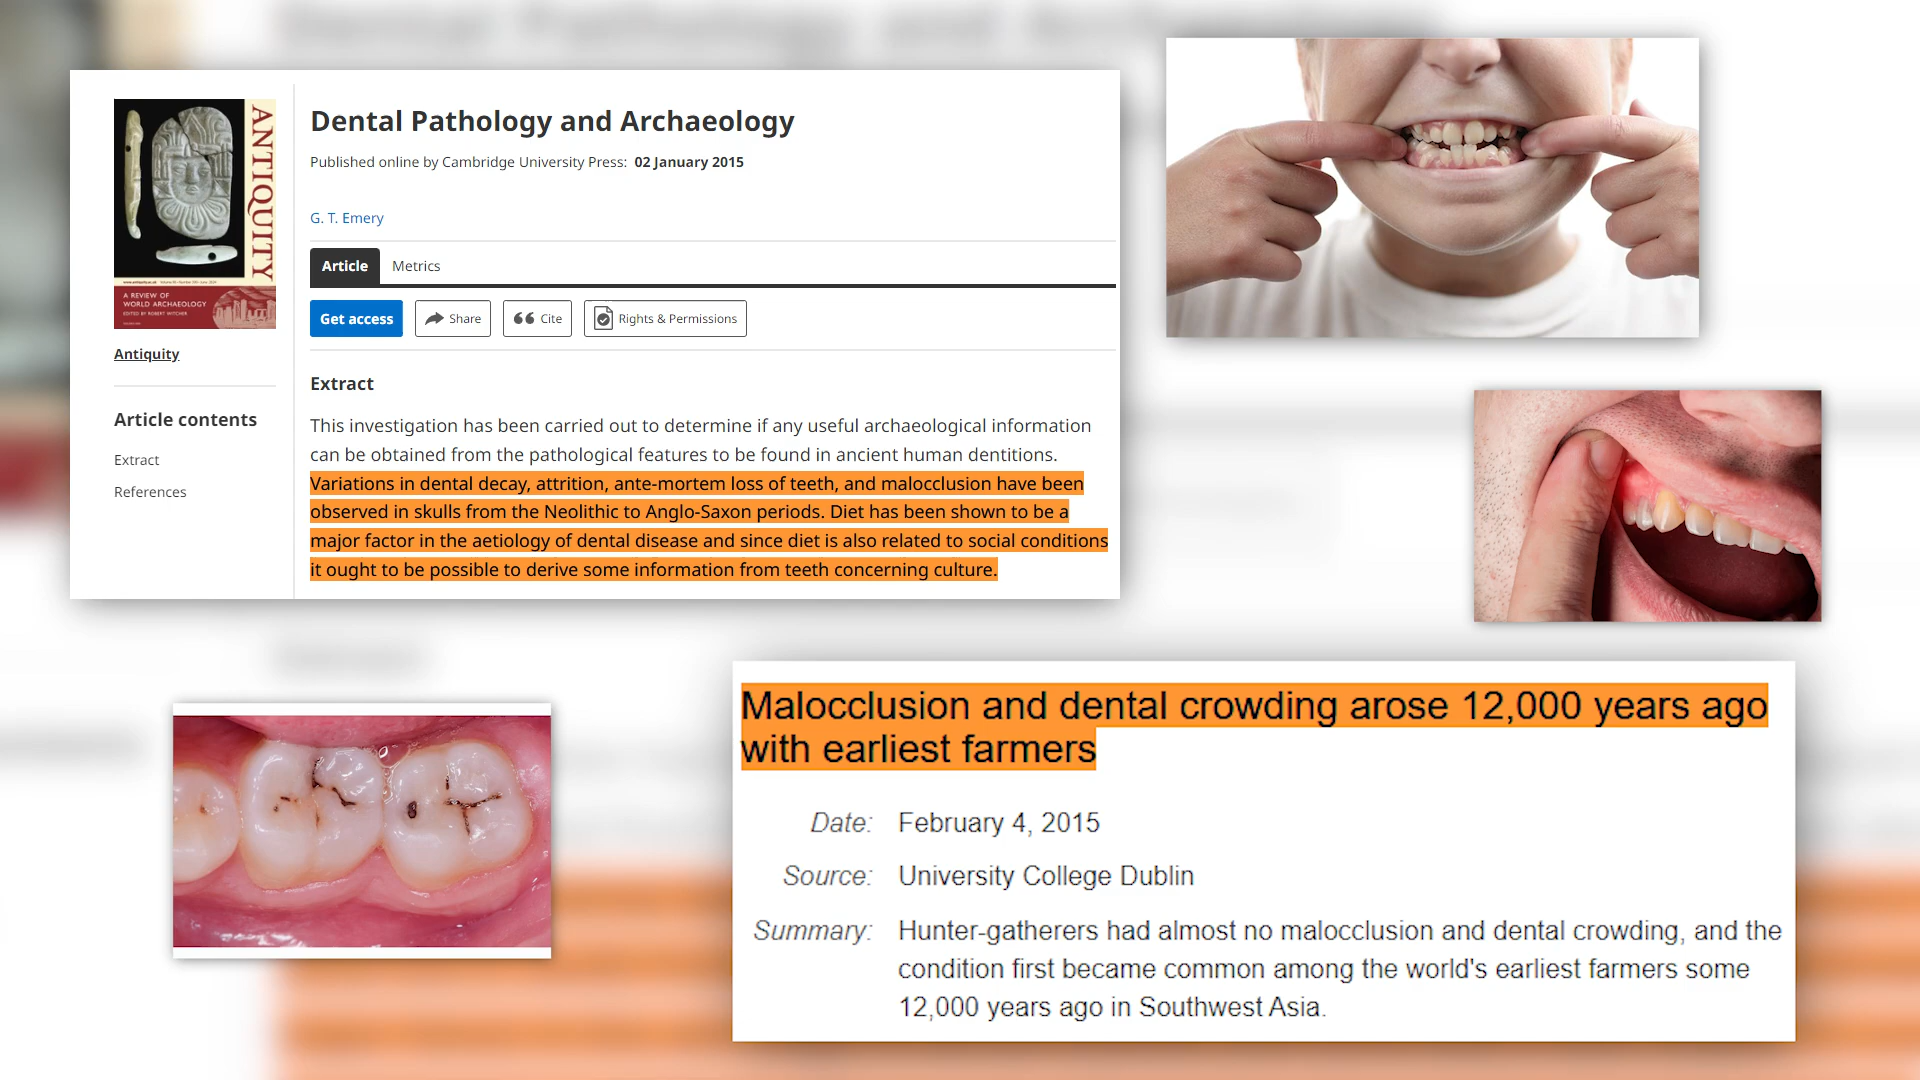 ANTIQUITY
A REVIEW OF
WORLD ARCHAEOLOGY
EDITED BY ROBERT WITCHER
Antiquity
Article contents
Extract
References
Dental Pathology and Archaeology
Published online by Cambridge University Press: 02 January 2015
G. T. Emery
Article Metrics
Get access Share Cite Rights & Permissions
Extract
This investigation has been carried out to determine if any useful archaeological information
can be obtained from the pathological features to be found in ancient human dentitions.
Variations in dental decay, attrition, ante-mortem loss of teeth, and malocclusion have been
observed in skulls from the Neolithic to Anglo-Saxon periods. Diet has been shown to be a
major factor in the aetiology of dental disease and since diet is also related to social conditions
it ought to be possible to derive some information from teeth concerning culture.
Malocclusion and dental crowding arose 12,000 years ago
with earliest farmers
Date: February 4, 2015
Source: University College Dublin
Summary: Hunter-gatherers had almost no malocclusion and dental crowding, and the
condition first became common among the world's earliest farmers some
12,000 years ago in Southwest Asia.